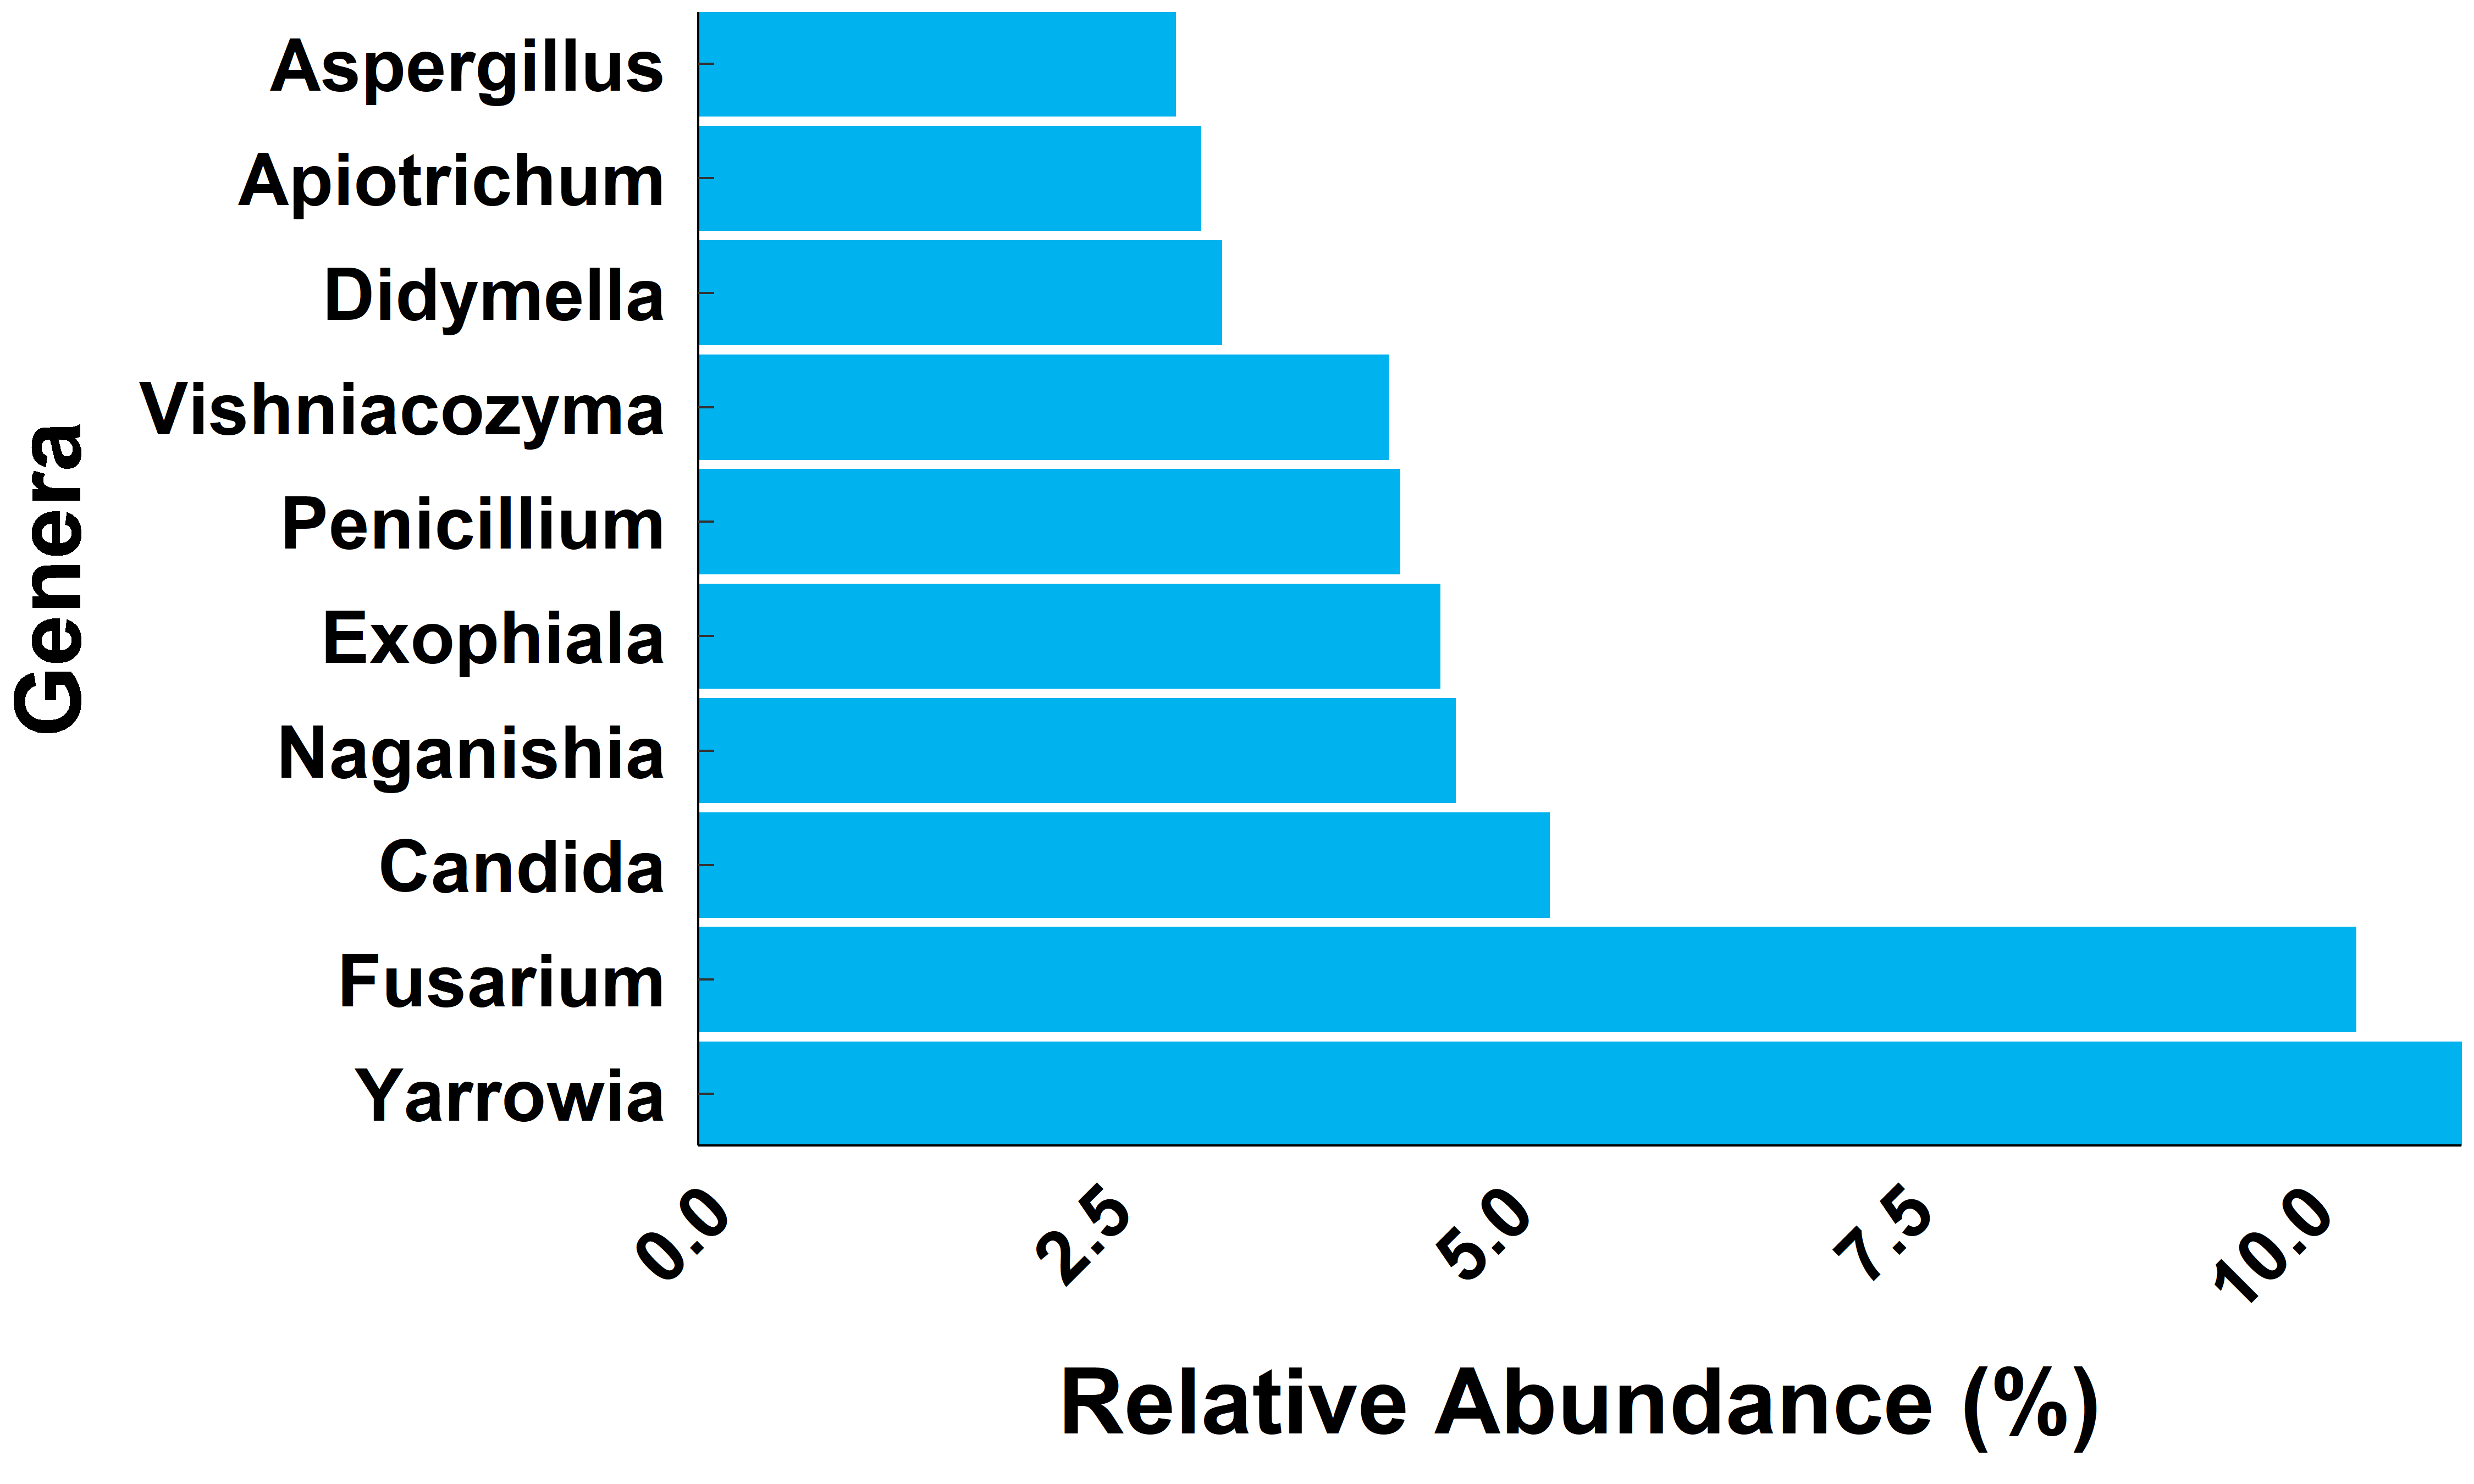 Genera
Aspergillus
Apiotrichum
Didymella
Vishniacozyma
Penicillium
Exophiala
Naganishia
Candida
Fusarium
Yarrowia
0.0
2.5
5.0
7.5
10.0
Relative Abundance (%)